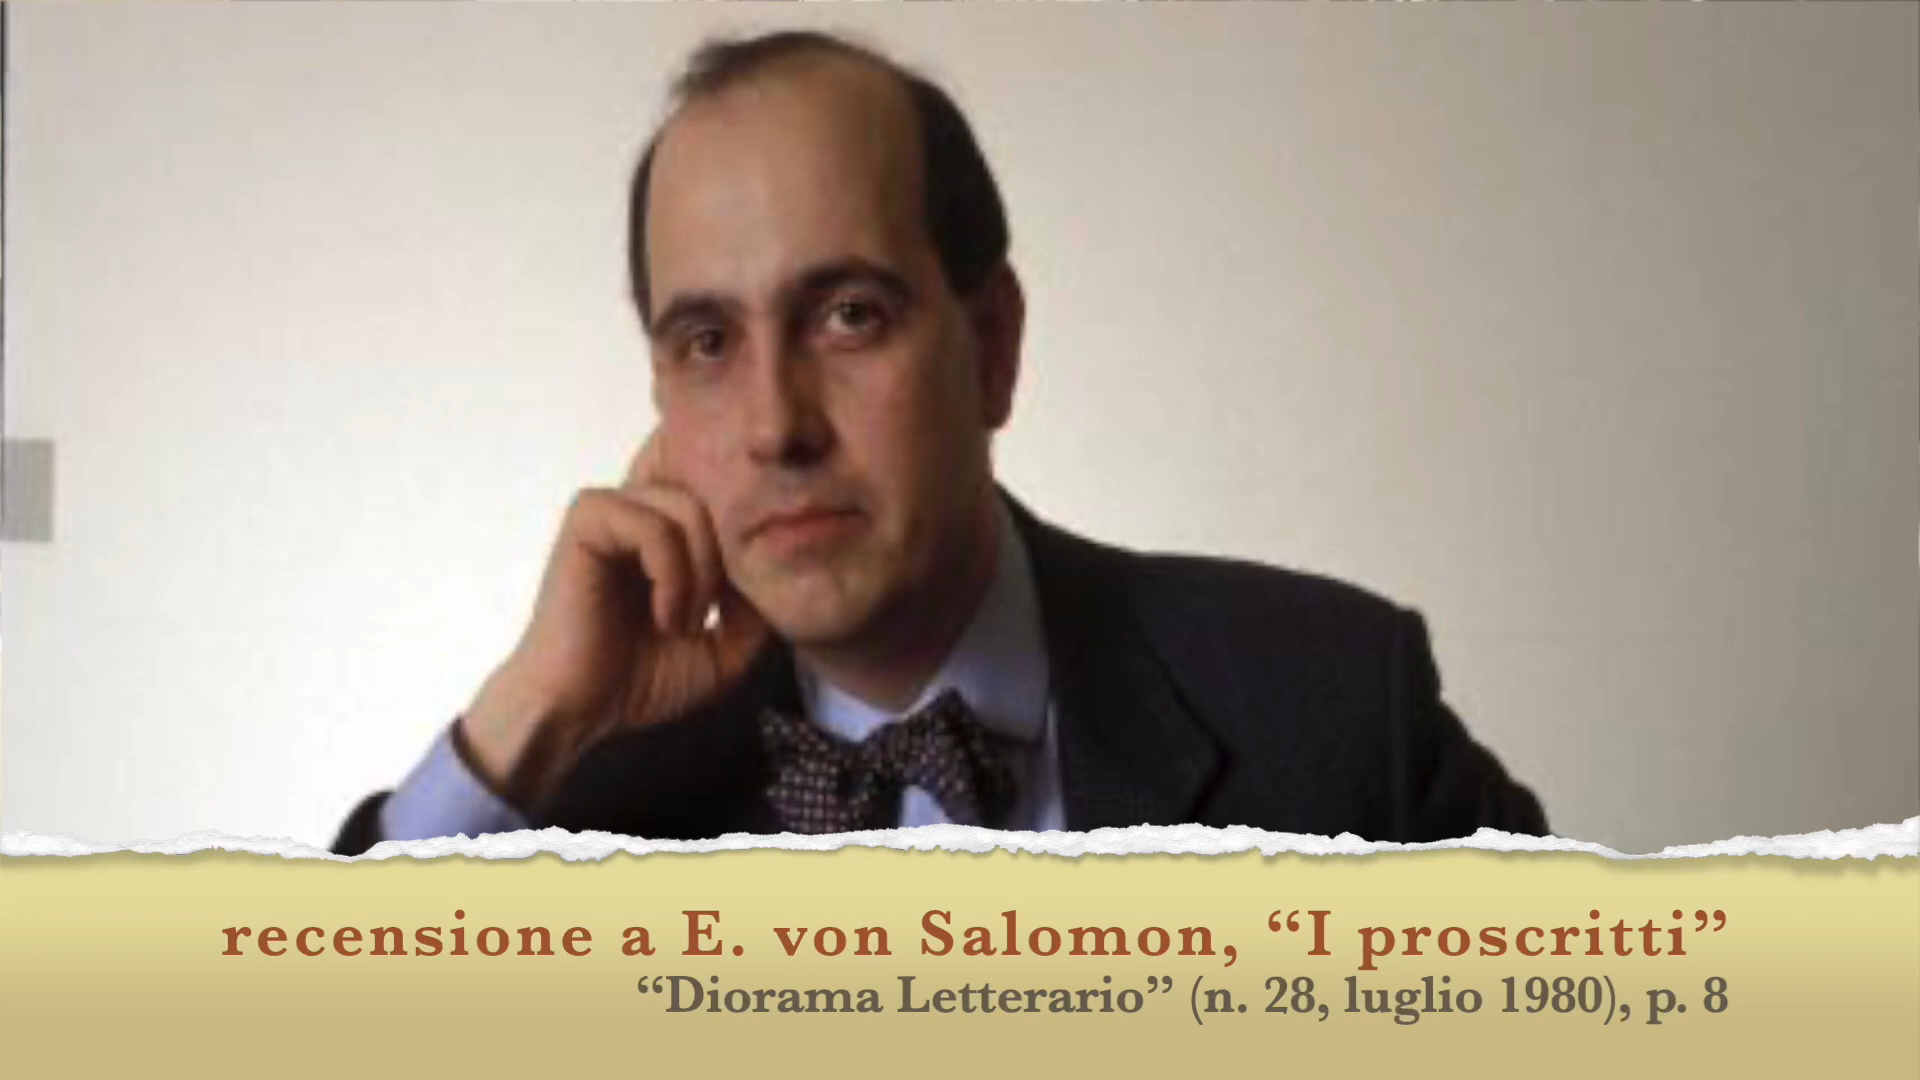 recensione a E. von Salomon, “I proscritti”
“Diorama Letterario” (n. 28, luglio 1980), p. 8